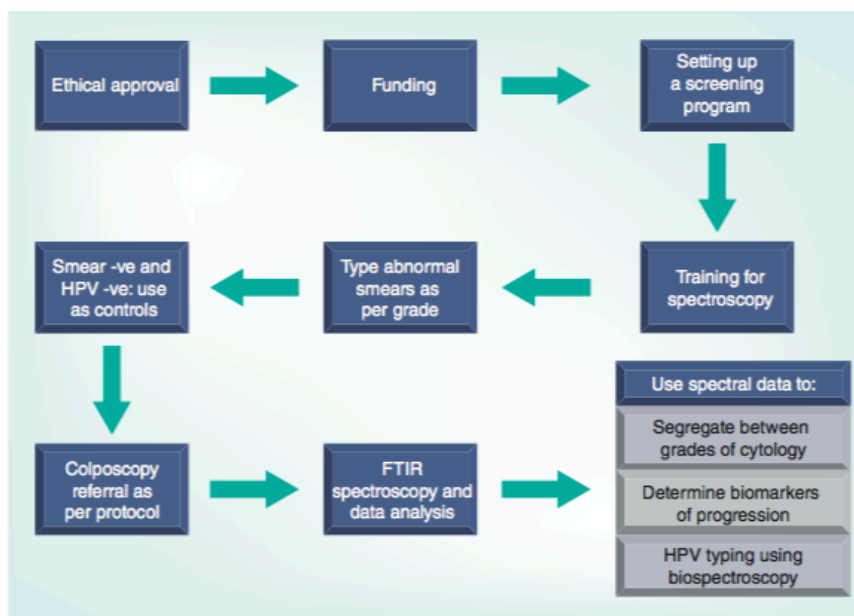 Ethical approval
Funding
Setting up
a screening
program
Training for
spectroscopy
Type abnormal
smears as
per grade
Smear -ve and
HPV -ve: use
as controls
Colposcopy
referral as
per protocol
FTIR
spectroscopy and
data analysis
Use spectral data to:
Segregate between
grades of cytology
Determine biomarkers
of progression
HPV typing using
biospectroscopy